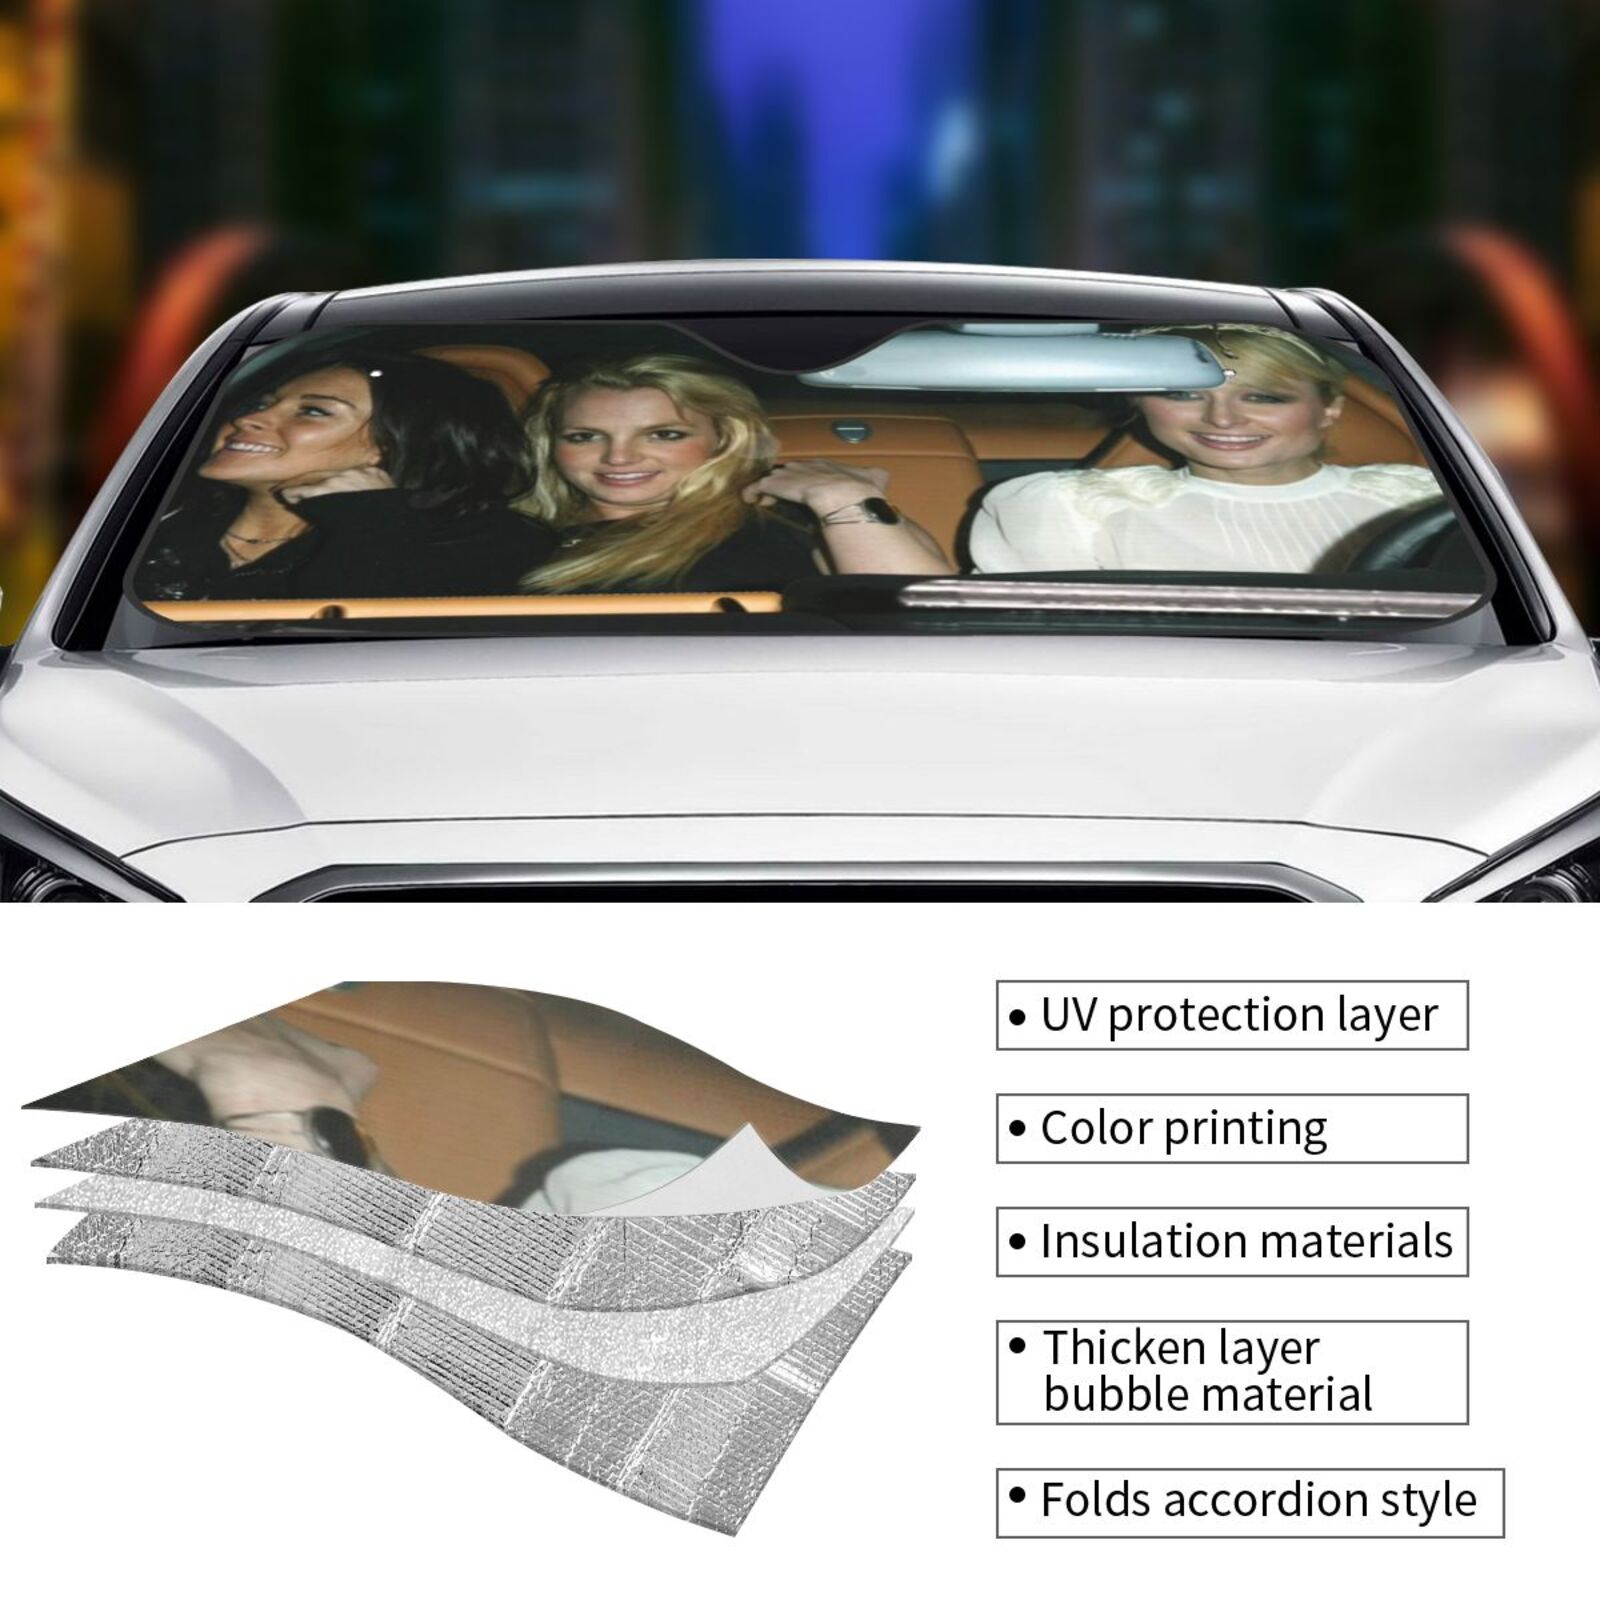 • UV protection layer
• Color printing
• Insulation materials
• Thicken layer
bubble material
• Folds accordion style